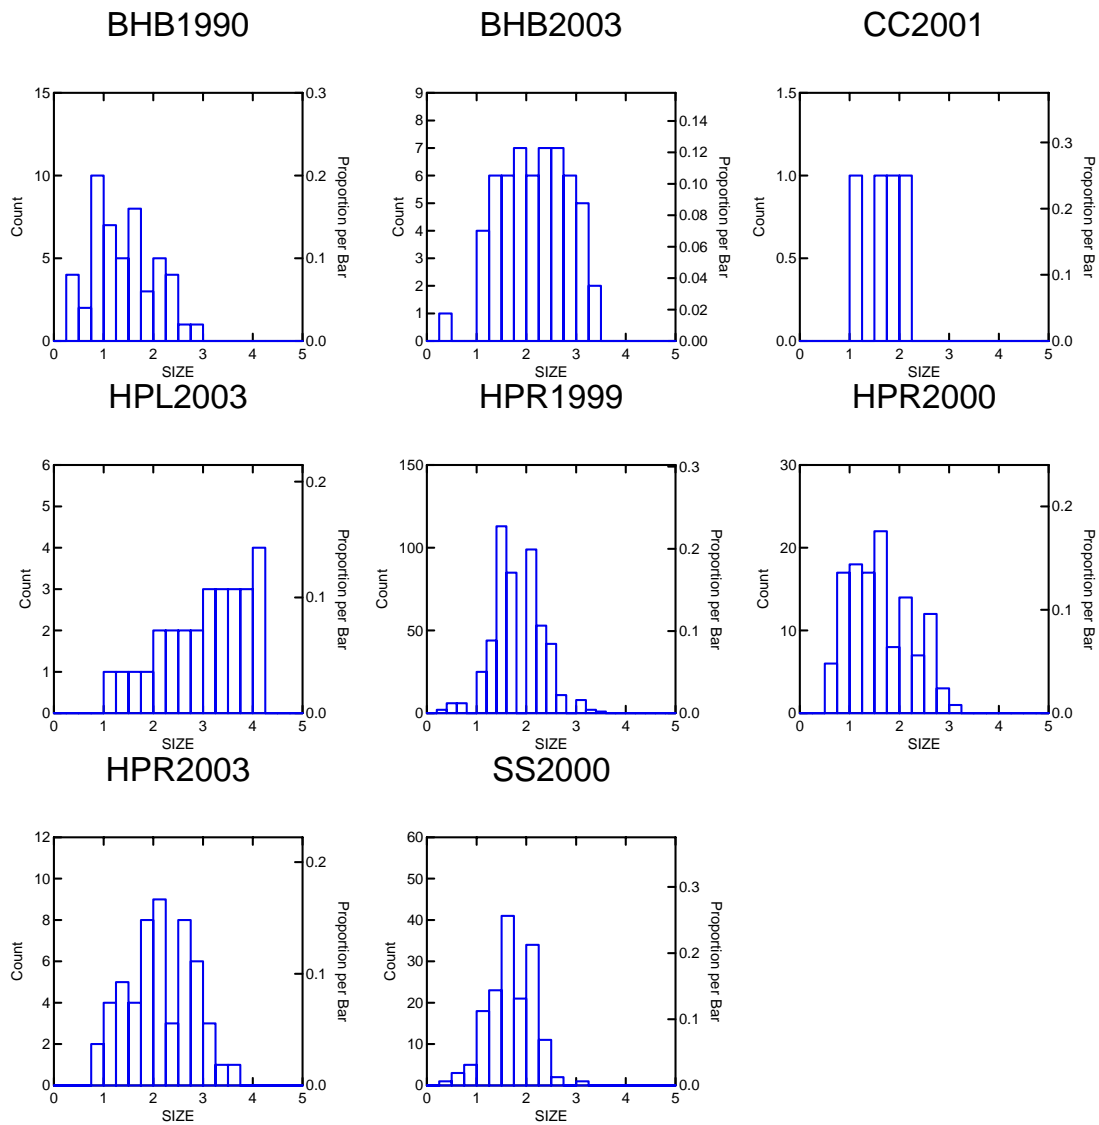 BHB1990 BHB2003 CC2001
15 0.3 9 1.5
8 0.14 0.3
7 0.12
10 0.2 6 0.10 1.0
5 0.08 0.2
Count Proportion per Bar Count Proportion per Bar Count Proportion per Bar
4 0.06
5 0.1 3 0.5 0.1
2 0.04
1 0.02
0 0.0 0 0.00 0.0 0.0
0 1 2 3 4 5 0 1 2 3 4 5 0 1 2 3 4 5
SIZE SIZE SIZE
HPL2003 HPR1999 HPR2000
6 150 0.3 30
5 0.2 0.2
4 100 0.2 20
Count Proportion per Bar Count Proportion per Bar Count Proportion per Bar
3 0.1
2 50 0.1 10 0.1
1
0 0.0 0 0.0 0 0.0
0 1 2 3 4 5 0 1 2 3 4 5 0 1 2 3 4 5
SIZE SIZE SIZE
HPR2003 SS2000
12 0.2 60
10 50 0.3
8 40
Count Proportion per Bar Count Proportion per Bar
6 30 0.2
4 0.1 20 0.1
2 10
0 0.0 0 0.0
0 1 2 3 4 5 0 1 2 3 4 5
SIZE SIZE